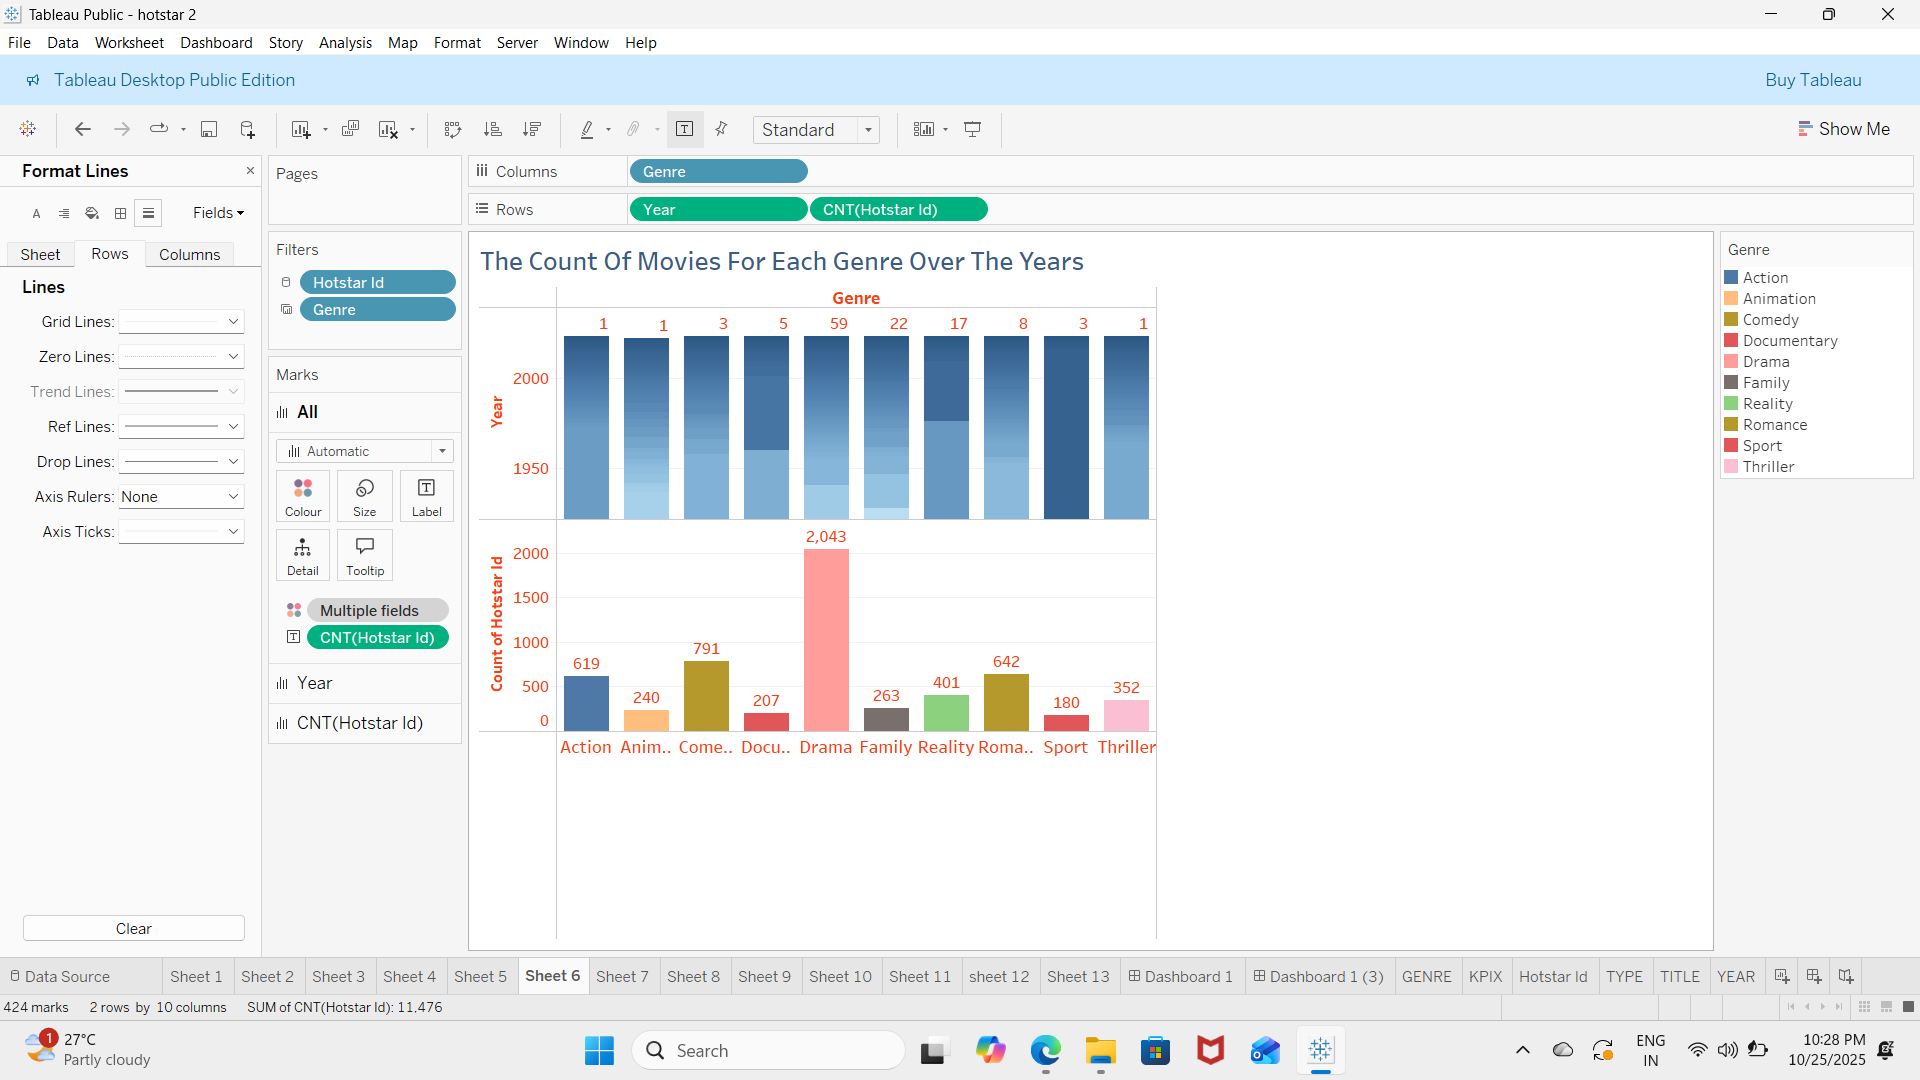 Tableau Public - hotstar 2
File Data Worksheet Dashboard Story Analysis Map Format Server Window Help
Tableau Desktop Public Edition
Buy Tableau
Standard
Show Me
Format Lines
Fields
Sheet Rows Columns
Lines
Grid Lines:
Zero Lines:
Trend Lines:
Ref Lines:
Drop Lines:
Axis Rulers: None
Axis Ticks:
Clear
Pages
Filters
Hotstar Id
Genre
Marks
All
Automatic
Colour Size Label
Detail Tooltip
Multiple fields
CNT(Hotstar Id)
Year
CNT(Hotstar Id)
Columns Genre
Rows Year CNT(Hotstar Id)
The Count Of Movies For Each Genre Over The Years
Genre
1 1 3 5 59 22 17 8 3 1
Year
2000
1950
Count of Hotstar Id
2000
1500
1000
500
0
619 240 791 207 2,043 263 401 642 180 352
Action Anim.. Come.. Docu.. Drama Family Reality Roma.. Sport Thriller
Genre
Action
Animation
Comedy
Documentary
Drama
Family
Reality
Romance
Sport
Thriller
Data Source Sheet 1 Sheet 2 Sheet 3 Sheet 4 Sheet 5 Sheet 6 Sheet 7 Sheet 8 Sheet 9 Sheet 10 Sheet 11 sheet 12 Sheet 13 Dashboard 1 Dashboard 1 (3) GENRE KPIX Hotstar Id TYPE TITLE YEAR
424 marks 2 rows by 10 columns SUM of CNT(Hotstar Id): 11,476
1
27°C
Partly cloudy
Search
ENG
IN
10:28 PM
10/25/2025